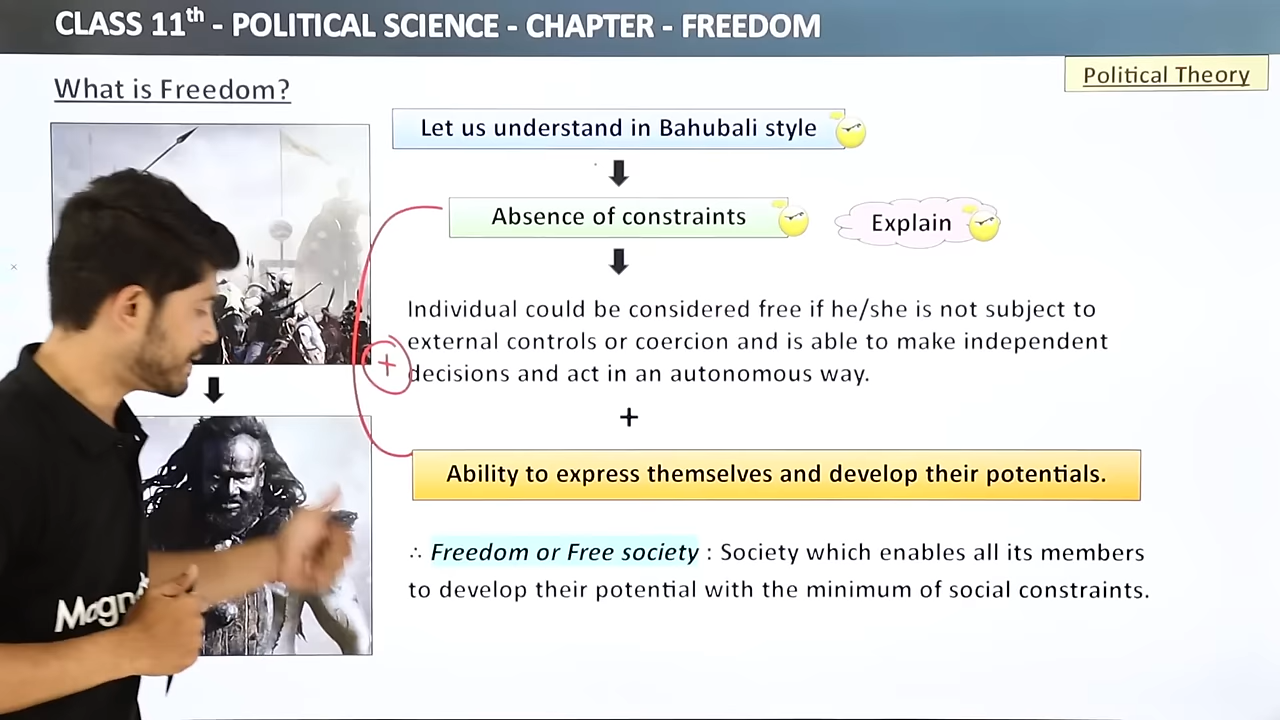 CLASS 11th - POLITICAL SCIENCE - CHAPTER - FREEDOM
Political Theory
What is Freedom?
Let us understand in Bahubali style
Absence of constraints
Explain
Individual could be considered free if he/she is not subject to
external controls or coercion and is able to make independent
decisions and act in an autonomous way.
+
+
Ability to express themselves and develop their potentials.
∴ Freedom or Free society : Society which enables all its members
to develop their potential with the minimum of social constraints.